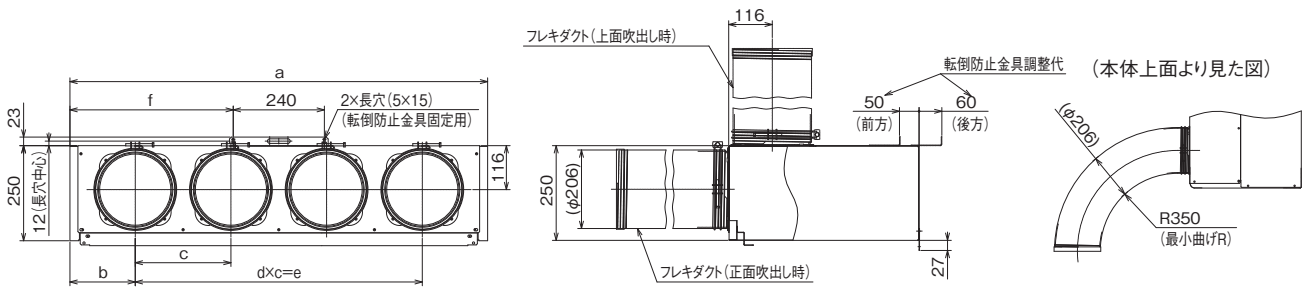 a
f
240
2×長穴(5×15)
(転倒防止金具固定用)
23
250
12(長穴中心)
116
b
c
d×c=e
116
フレキダクト(上面吹出し時)
転倒防止金具調整代
50
(前方)
60
(後方)
250
(φ206)
27
フレキダクト(正面吹出し時)
(本体上面より見た図)
(φ206)
R350
(最小曲げR)